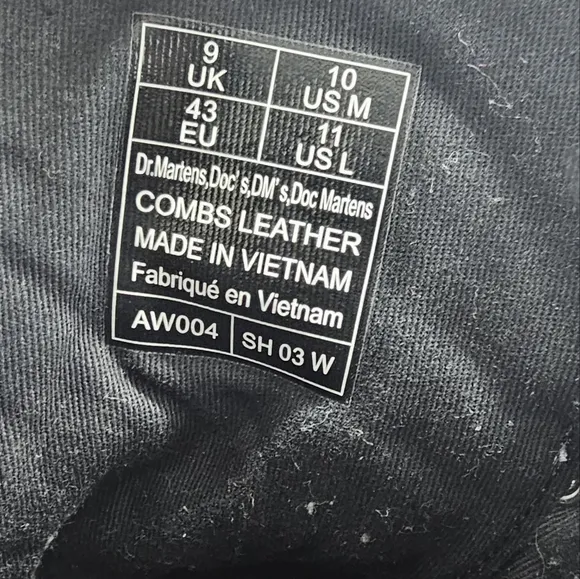 9
UK
10
US M
43
EU
11
US L
Dr.Martens,Doc's,DM's,Doc Martens
COMBS LEATHER
MADE IN VIETNAM
Fabriqué en Vietnam
AW004
SH 03 W